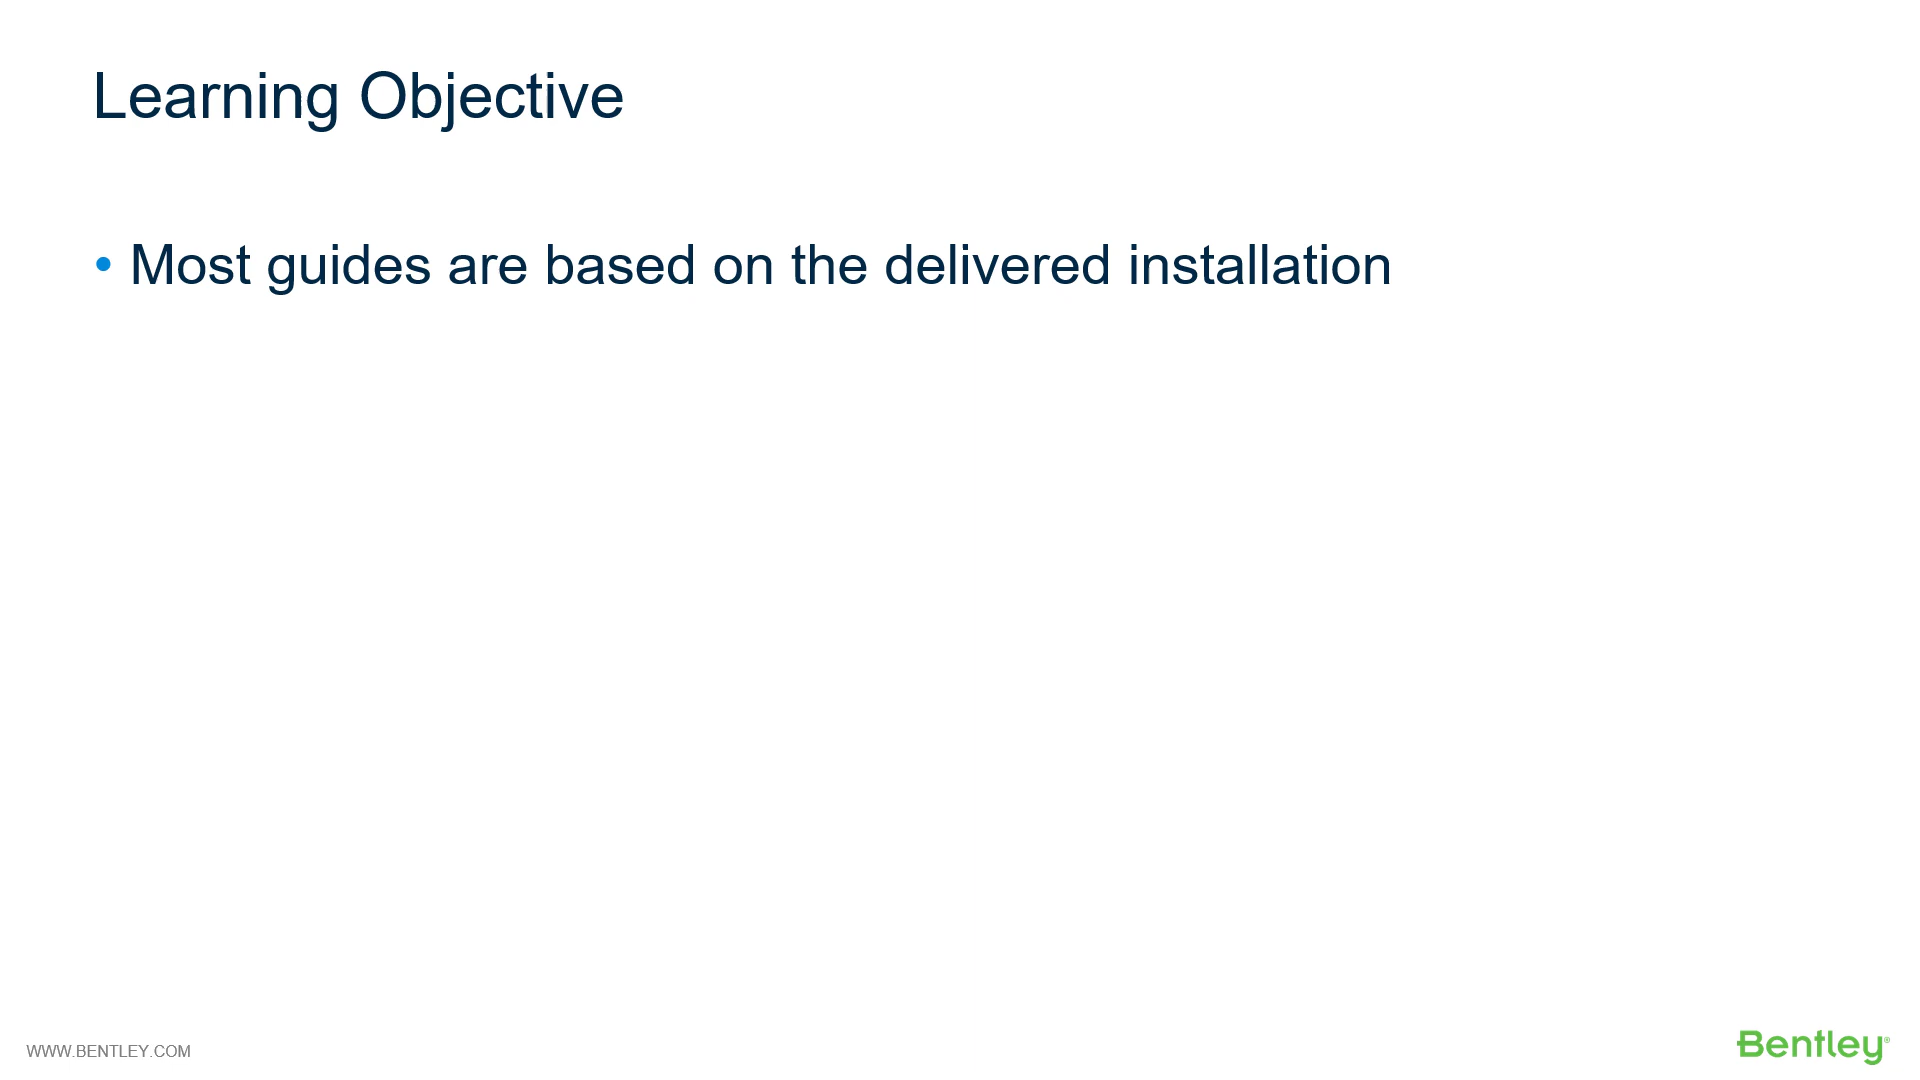 Learning Objective
• Most guides are based on the delivered installation
WWW.BENTLEY.COM
Bentley®